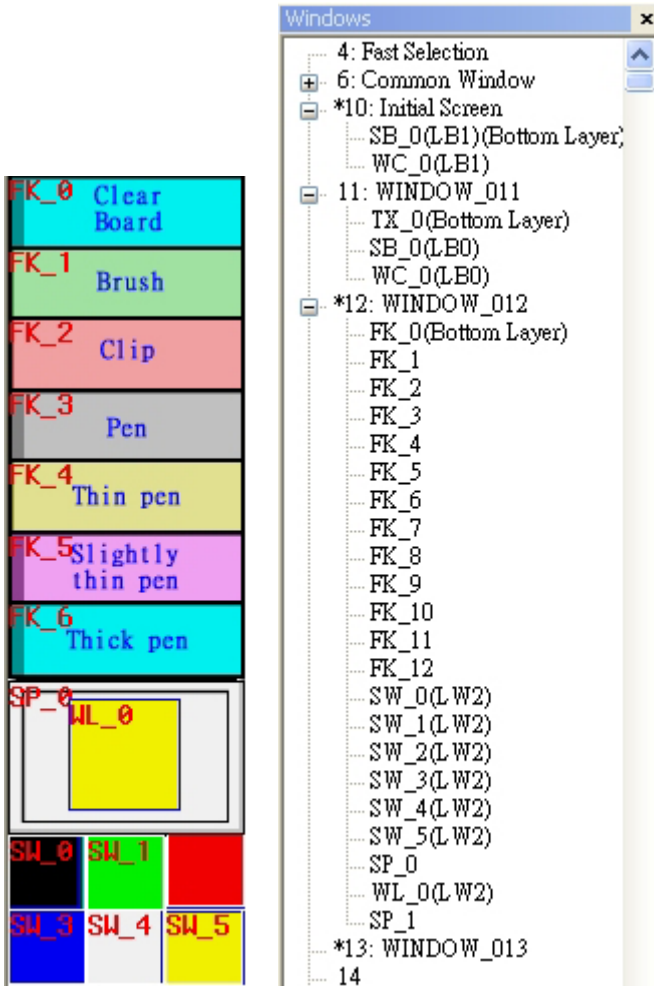 FK_0 Clear
Board
FK_1
Brush
FK_2
Clip
FK_3
Pen
FK_4
Thin pen
FK_5
Slightly
thin pen
FK_6
Thick pen
SP_0
WL_0
SW_0 SW_1
SW_3 SW_4 SW_5
Windows
4: Fast Selection
6: Common Window
*10: Initial Screen
SB_0(LB1)(Bottom Layer)
WC_0(LB1)
11: WINDOW_011
TX_0(Bottom Layer)
SB_0(LB0)
WC_0(LB0)
*12: WINDOW_012
FK_0(Bottom Layer)
FK_1
FK_2
FK_3
FK_4
FK_5
FK_6
FK_7
FK_8
FK_9
FK_10
FK_11
FK_12
SW_0(LW2)
SW_1(LW2)
SW_2(LW2)
SW_3(LW2)
SW_4(LW2)
SW_5(LW2)
SP_0
WL_0(LW2)
SP_1
*13: WINDOW_013
14